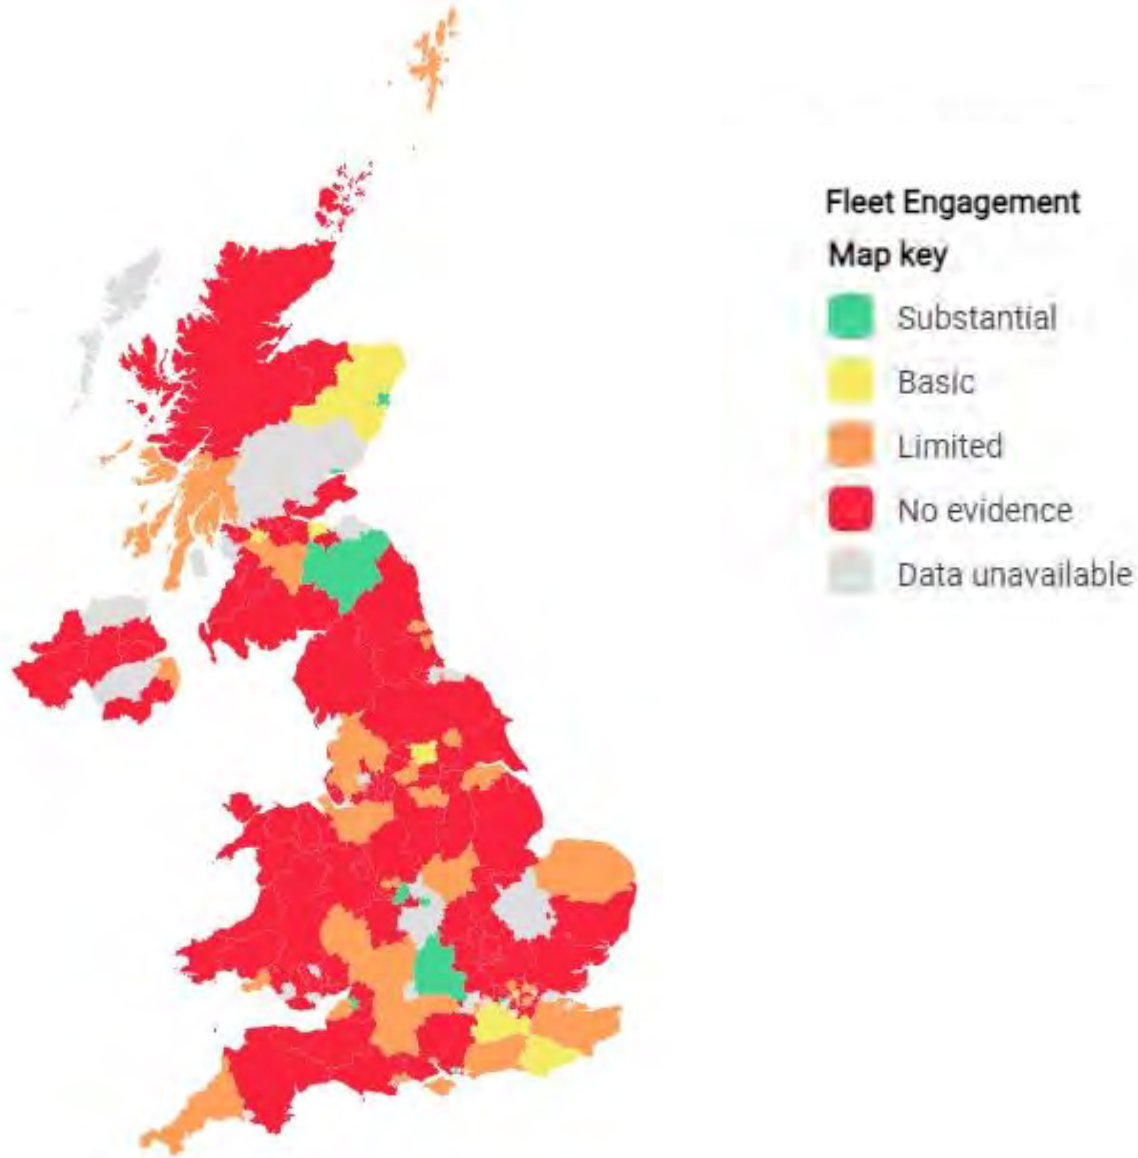 Fleet Engagement
Map key
Substantial
Basic
Limited
No evidence
Data unavailable